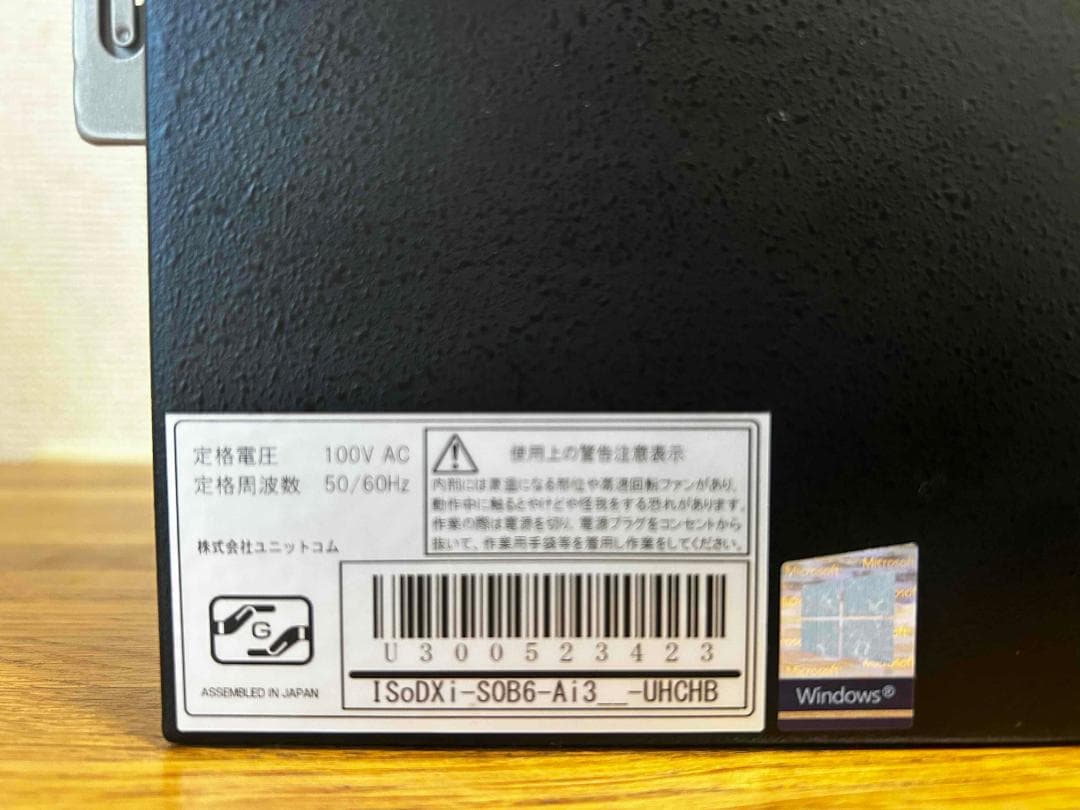 定格電圧 100V AC
定格周波数 50/60Hz
株式会社ユニットコム
使用上の警告注意表示
内部には高温になる部位や高速回転ファンがあり、
動作中に触るとやけどや怪我をする恐れがあります。
作業の際は電源を切り、電源プラグをコンセントから
抜いて、作業用手袋等を着用し作業をしてください。
G
ASSEMBLED IN JAPAN
U300523423
ISoDXi-S0B6-Ai3__-UHCHB
Microsoft Microsoft
Microsoft Microsoft
Windows®